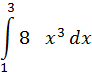 ∫₁³ 8 x³ dx